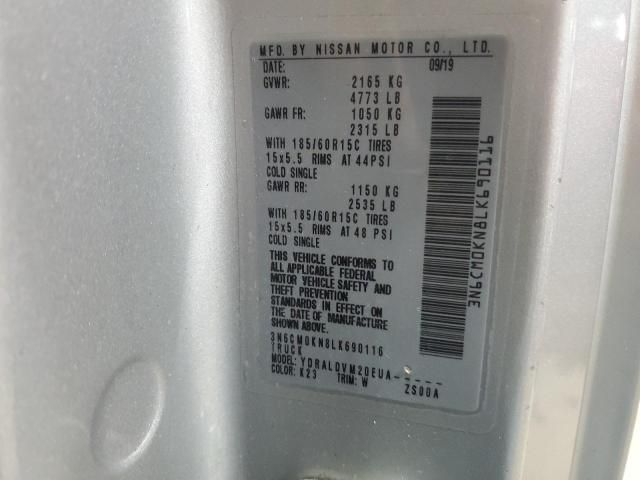 MFD. BY NISSAN MOTOR CO., LTD.
DATE: 09/19
GVWR: 2165 KG
4773 LB
GAWR FR: 1050 KG
2315 LB
WITH 185/60R15C TIRES
15x5.5 RIMS AT 44PSI
COLD SINGLE
GAWR RR: 1150 KG
2535 LB
WITH 185/60R15C TIRES
15x5.5 RIMS AT 48 PSI
COLD SINGLE
THIS VEHICLE CONFORMS TO
ALL APPLICABLE FEDERAL
MOTOR VEHICLE SAFETY AND
THEFT PREVENTION
STANDARDS IN EFFECT ON
THE DATE OF MANUFACTURE
SHOWN ABOVE.
3N6CM0KN8LK690116
TRUCK
MODEL: YDRALDVM20EUA-----
COLOR: K23 TRIM: W ZS00A
3N6CM0KN8LK690116